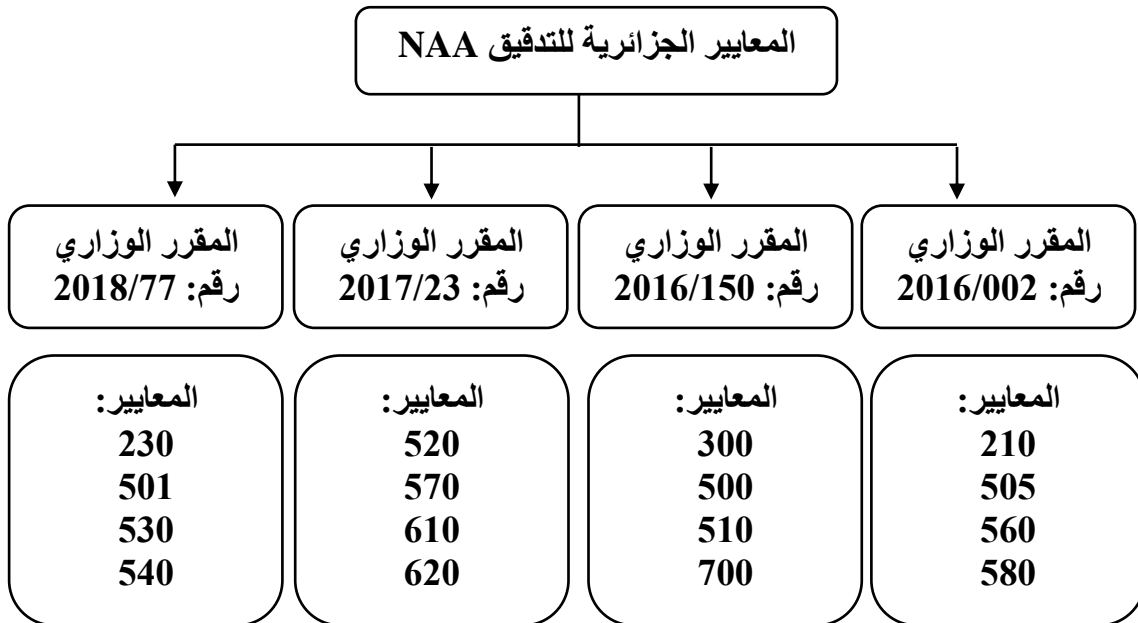 المعايير الجزائرية للتدقيق NAA
المقرر الوزاري
رقم: 2016/002
المقرر الوزاري
رقم: 2016/150
المقرر الوزاري
رقم: 2017/23
المقرر الوزاري
رقم: 2018/77
المعايير:
210
505
560
580
المعايير:
300
500
510
700
المعايير:
520
570
610
620
المعايير:
230
501
530
540